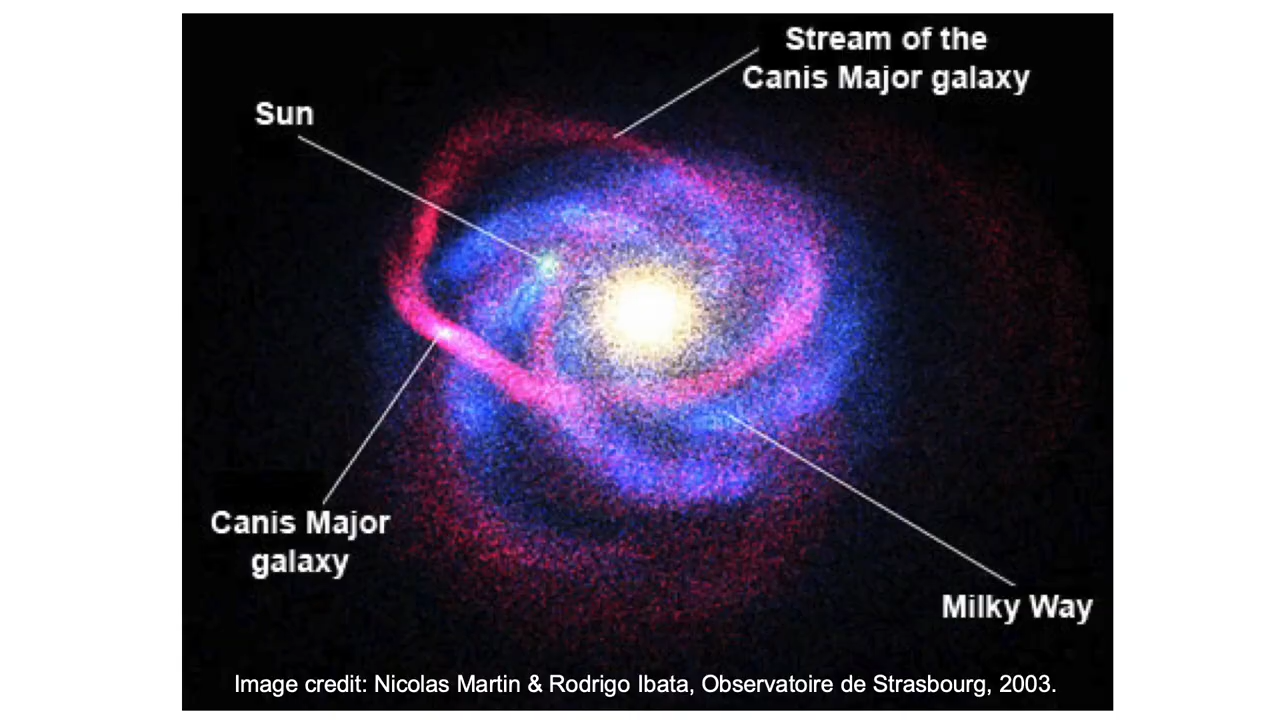 Stream of the
Canis Major galaxy
Sun
Canis Major
galaxy
Milky Way
Image credit: Nicolas Martin & Rodrigo Ibata, Observatoire de Strasbourg, 2003.